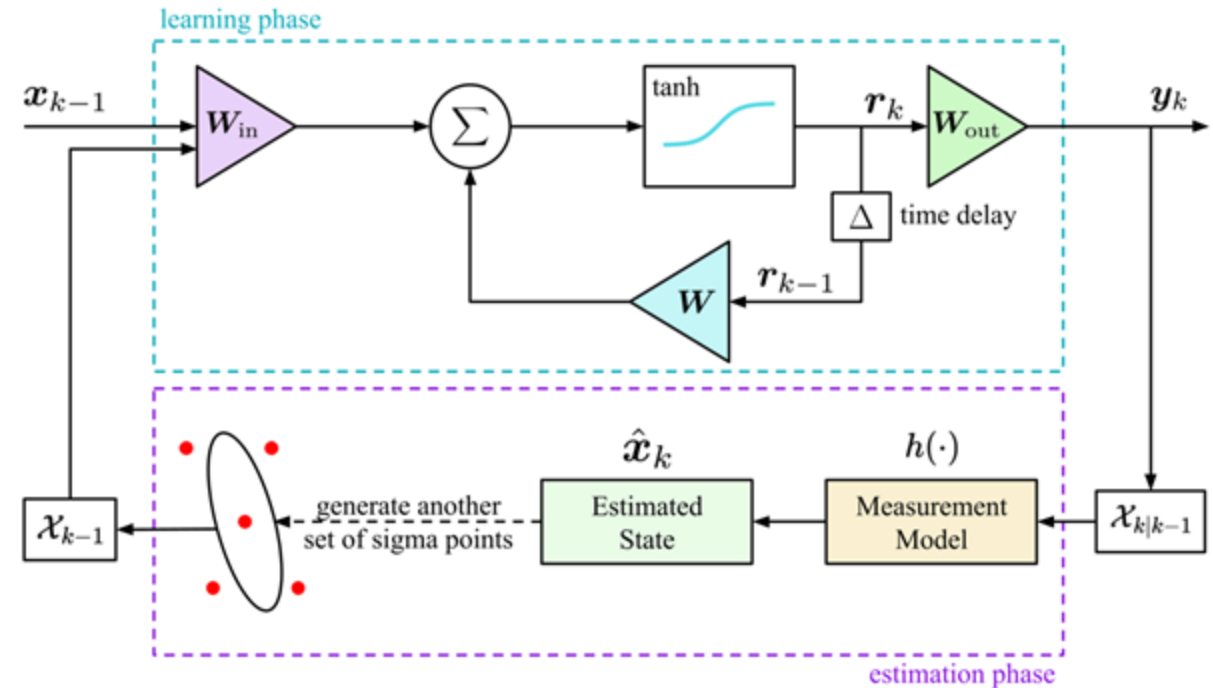 learning phase
x_{k−1}
W_in
∑
tanh
r_k
W_out
y_k
Δ
time delay
W
r_{k−1}
x̂_k
h(·)
generate another
set of sigma points
Estimated
State
Measurement
Model
𝒳_{k|k−1}
𝒳_{k−1}
estimation phase